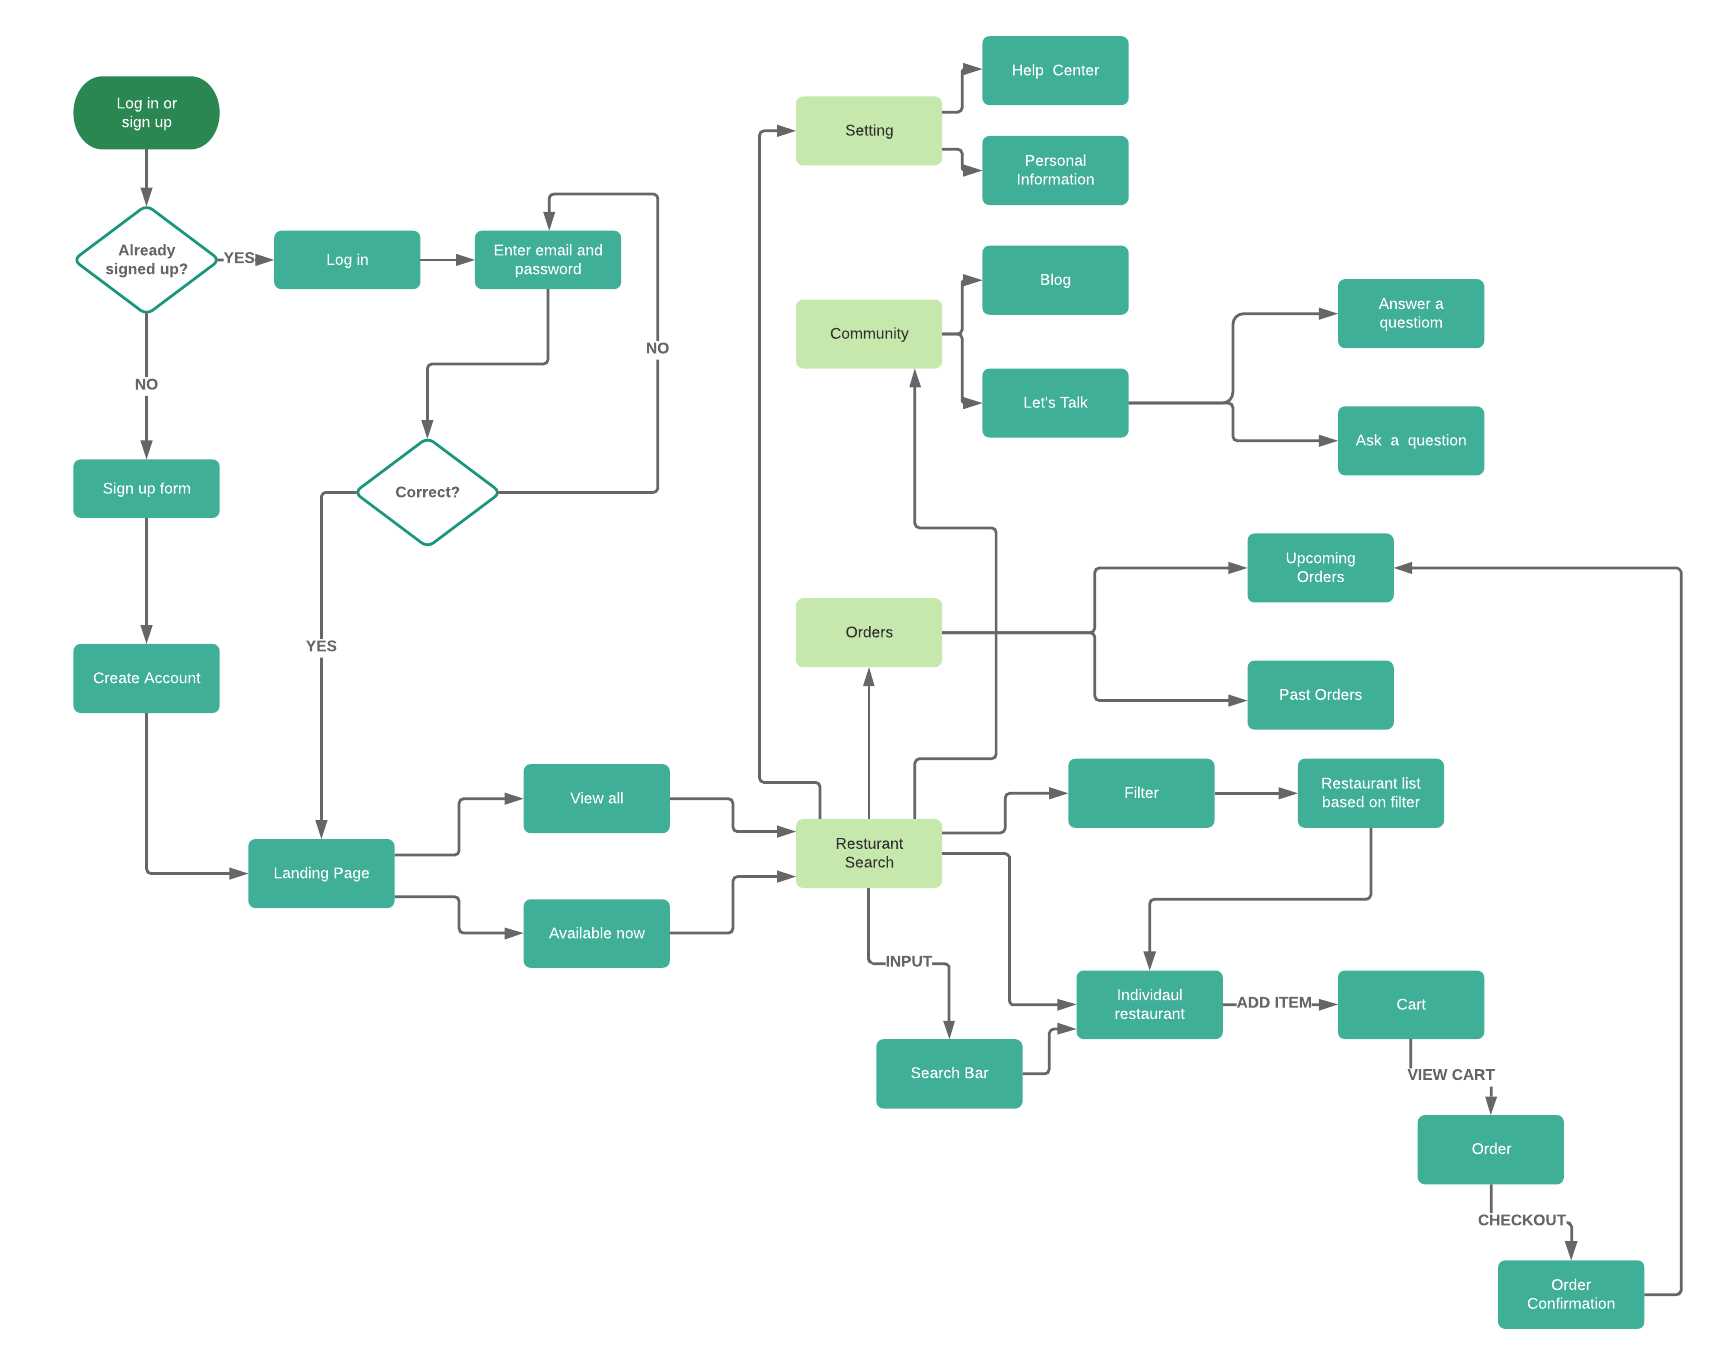 Log in or
sign up
Already
signed up?
YES
Log in
Enter email and
password
NO
NO
Correct?
YES
Sign up form
Create Account
Landing Page
View all
Available now
Setting
Help  Center
Personal
Information
Community
Blog
Let's Talk
Answer a
questiom
Ask  a  question
Orders
Upcoming
Orders
Past Orders
Resturant
Search
Filter
Restaurant list
based on filter
INPUT
Search Bar
Individaul
restaurant
ADD ITEM
Cart
VIEW CART
Order
CHECKOUT
Order
Confirmation